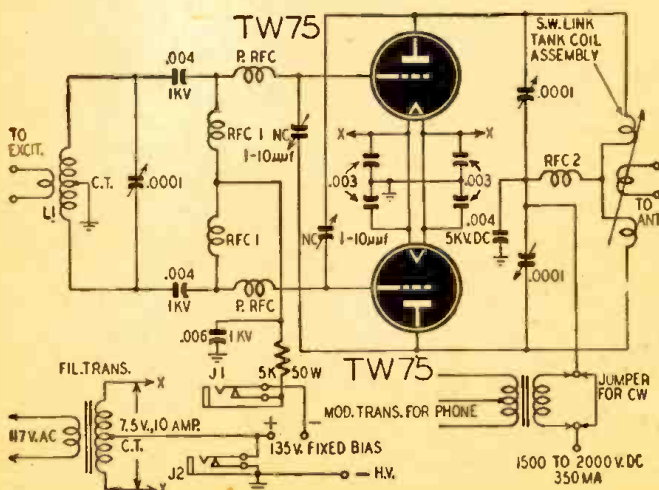 TW75
S.W. LINK
TANK COIL
ASSEMBLY
.004
1KV
P. RFC
.0001
TO
EXCIT.
L1
C.T.
.0001
RFC 1
NC
1-10μμf
X
X
.003
.003
RFC 2
TO
ANT.
RFC 1
NC
1-10μμf
.004
5KV. DC
.0001
.004
1KV
P. RFC
.006
1KV
5K
50W
TW75
J1
FIL. TRANS.
X
117V. AC
7.5V., 10 AMP.
C.T.
X
+
-
135V. FIXED BIAS
J2
- H.V.
MOD. TRANS. FOR PHONE
JUMPER
FOR CW
1500 TO 2000 V. DC
350 MA